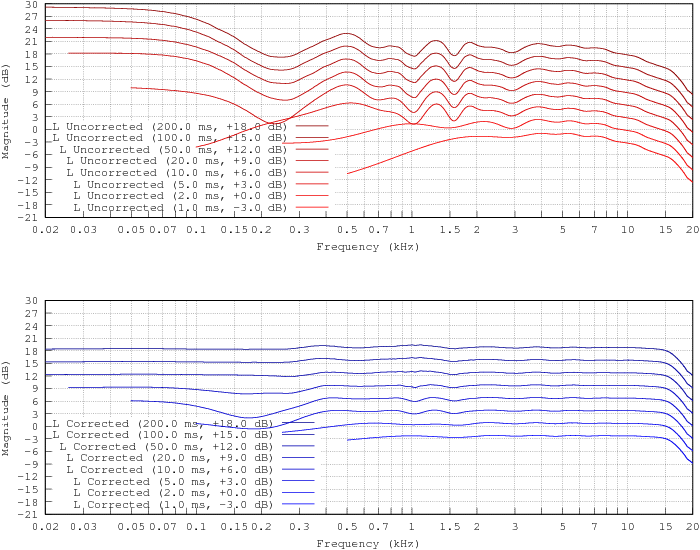 30
27
24
21
18
15
12
9
6
3
0
-3
-6
-9
-12
-15
-18
-21
Magnitude (dB)
L Uncorrected (200.0 ms, +18.0 dB)
L Uncorrected (100.0 ms, +15.0 dB)
L Uncorrected (50.0 ms, +12.0 dB)
L Uncorrected (20.0 ms, +9.0 dB)
L Uncorrected (10.0 ms, +6.0 dB)
L Uncorrected (5.0 ms, +3.0 dB)
L Uncorrected (2.0 ms, +0.0 dB)
L Uncorrected (1.0 ms, -3.0 dB)
0.02 0.03 0.05 0.07 0.1 0.15 0.2 0.3 0.5 0.7 1 1.5 2 3 5 7 10 15 20
Frequency (kHz)
30
27
24
21
18
15
12
9
6
3
0
-3
-6
-9
-12
-15
-18
-21
Magnitude (dB)
L Corrected (200.0 ms, +18.0 dB)
L Corrected (100.0 ms, +15.0 dB)
L Corrected (50.0 ms, +12.0 dB)
L Corrected (20.0 ms, +9.0 dB)
L Corrected (10.0 ms, +6.0 dB)
L Corrected (5.0 ms, +3.0 dB)
L Corrected (2.0 ms, +0.0 dB)
L Corrected (1.0 ms, -3.0 dB)
0.02 0.03 0.05 0.07 0.1 0.15 0.2 0.3 0.5 0.7 1 1.5 2 3 5 7 10 15 20
Frequency (kHz)